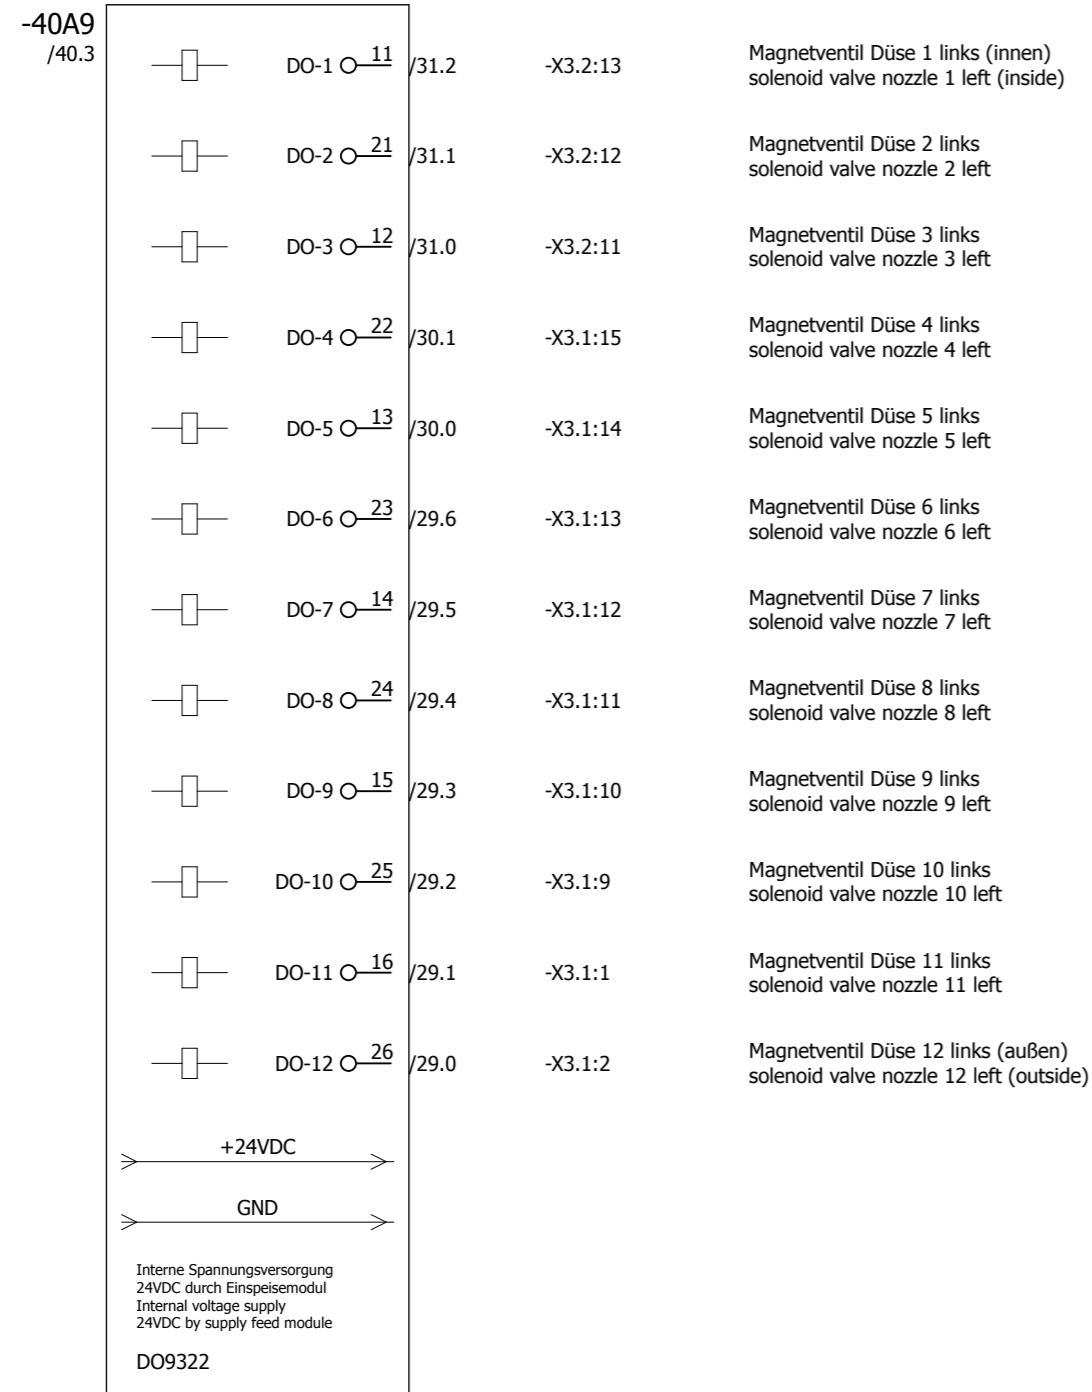 -40A9
/40.3
DO-1 11 /31.2 -X3.2:13 Magnetventil Düse 1 links (innen)
solenoid valve nozzle 1 left (inside)
DO-2 21 /31.1 -X3.2:12 Magnetventil Düse 2 links
solenoid valve nozzle 2 left
DO-3 12 /31.0 -X3.2:11 Magnetventil Düse 3 links
solenoid valve nozzle 3 left
DO-4 22 /30.1 -X3.1:15 Magnetventil Düse 4 links
solenoid valve nozzle 4 left
DO-5 13 /30.0 -X3.1:14 Magnetventil Düse 5 links
solenoid valve nozzle 5 left
DO-6 23 /29.6 -X3.1:13 Magnetventil Düse 6 links
solenoid valve nozzle 6 left
DO-7 14 /29.5 -X3.1:12 Magnetventil Düse 7 links
solenoid valve nozzle 7 left
DO-8 24 /29.4 -X3.1:11 Magnetventil Düse 8 links
solenoid valve nozzle 8 left
DO-9 15 /29.3 -X3.1:10 Magnetventil Düse 9 links
solenoid valve nozzle 9 left
DO-10 25 /29.2 -X3.1:9 Magnetventil Düse 10 links
solenoid valve nozzle 10 left
DO-11 16 /29.1 -X3.1:1 Magnetventil Düse 11 links
solenoid valve nozzle 11 left
DO-12 26 /29.0 -X3.1:2 Magnetventil Düse 12 links (außen)
solenoid valve nozzle 12 left (outside)
+24VDC
GND
Interne Spannungsversorgung
24VDC durch Einspeisemodul
Internal voltage supply
24VDC by supply feed module
DO9322